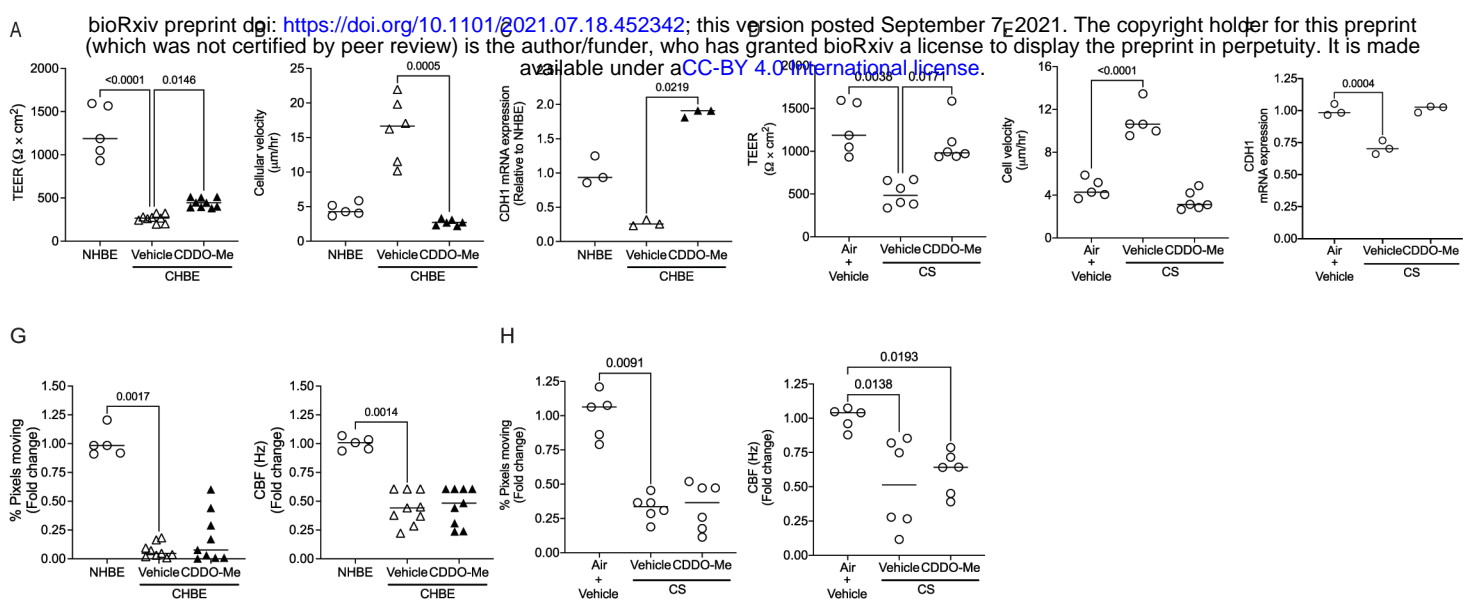 bioRxiv preprint doi: https://doi.org/10.1101/2021.07.18.452342; this version posted September 7, 2021. The copyright holder for this preprint
(which was not certified by peer review) is the author/funder, who has granted bioRxiv a license to display the preprint in perpetuity. It is made
available under aCC-BY 4.0 International license.
A
B
C
D
E
F
TEER (Ω × cm²)
2000
1500
1000
500
0
<0.0001
0.0146
NHBE
Vehicle
CDDO-Me
CHBE
Cellular velocity
(μm/hr)
25
20
15
10
5
0
0.0005
NHBE
Vehicle
CDDO-Me
CHBE
CDH1 mRNA expression
(Relative to NHBE)
2.5
2.0
1.5
1.0
0.5
0.0
0.0219
NHBE
Vehicle
CDDO-Me
CHBE
TEER
(Ω × cm²)
2000
1500
1000
500
0
0.0038
0.0171
Air
+
Vehicle
Vehicle
CDDO-Me
CS
Cell velocity
(μm/hr)
16
12
8
4
0
<0.0001
Air
+
Vehicle
Vehicle
CDDO-Me
CS
CDH1
mRNA expression
1.25
1.00
0.75
0.50
0.25
0.00
0.0004
Air
+
Vehicle
Vehicle
CDDO-Me
CS
G
% Pixels moving
(Fold change)
1.50
1.25
1.00
0.75
0.50
0.25
0.00
0.0017
NHBE
Vehicle
CDDO-Me
CHBE
CBF (Hz)
(Fold change)
1.50
1.25
1.00
0.75
0.50
0.25
0.00
0.0014
NHBE
Vehicle
CDDO-Me
CHBE
H
% Pixels moving
(Fold change)
1.25
1.00
0.75
0.50
0.25
0.00
0.0091
Air
+
Vehicle
Vehicle
CDDO-Me
CS
CBF (Hz)
(Fold change)
1.25
1.00
0.75
0.50
0.25
0.00
0.0193
0.0138
Air
+
Vehicle
Vehicle
CDDO-Me
CS